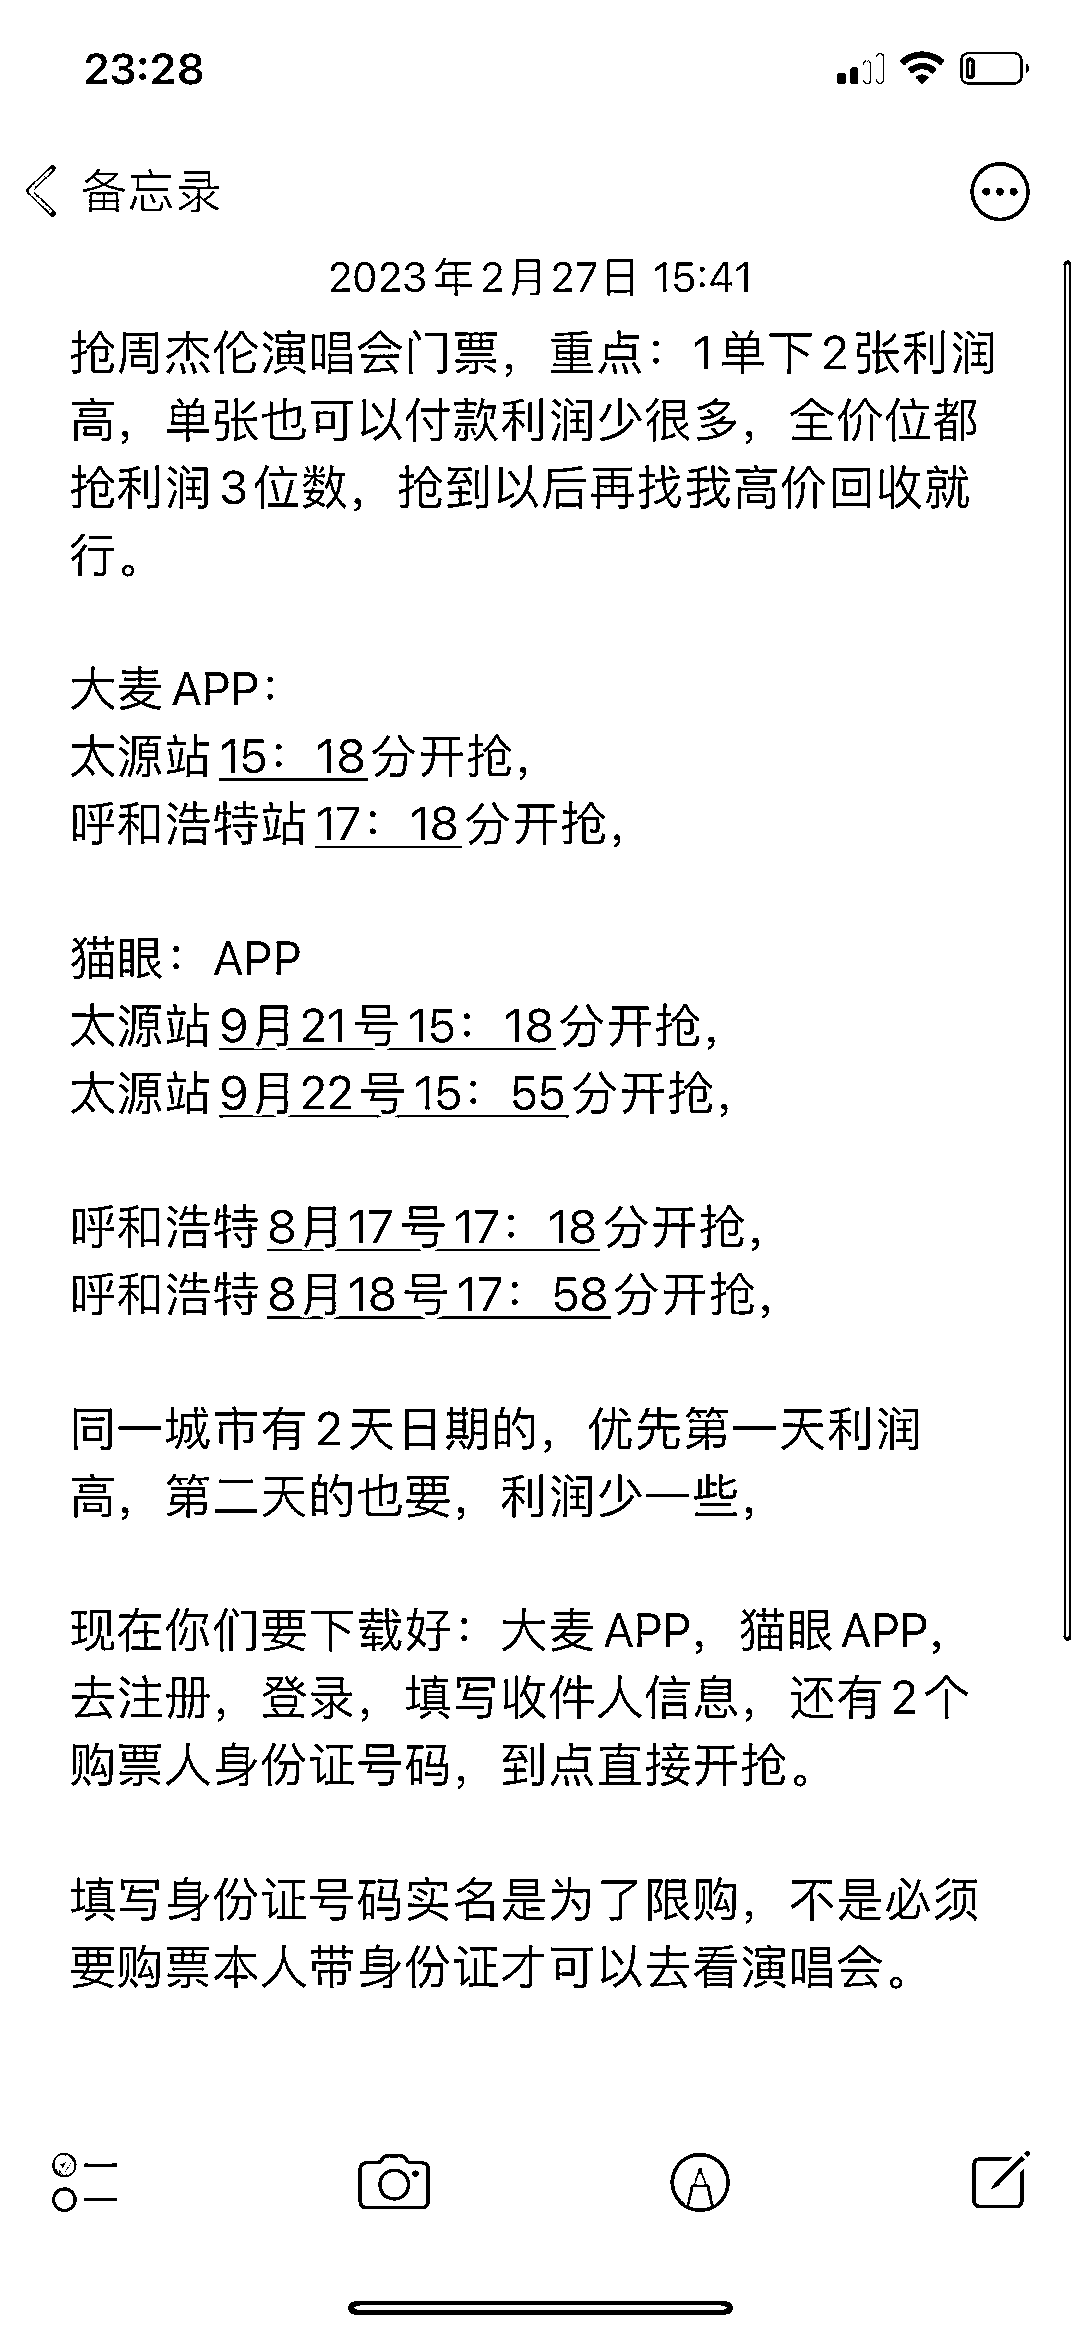 23:28
备忘录
2023年2月27日 15:41
抢周杰伦演唱会门票，重点：1单下2张利润
高，单张也可以付款利润少很多，全价位都
抢利润3位数，抢到以后再找我高价回收就
行。
大麦APP：
太源站15：18分开抢，
呼和浩特站17：18分开抢，
猫眼：APP
太源站9月21号15：18分开抢，
太源站9月22号15：55分开抢，
呼和浩特8月17号17：18分开抢，
呼和浩特8月18号17：58分开抢，
同一城市有2天日期的，优先第一天利润
高，第二天的也要，利润少一些，
现在你们要下载好：大麦APP，猫眼APP，
去注册，登录，填写收件人信息，还有2个
购票人身份证号码，到点直接开抢。
填写身份证号码实名是为了限购，不是必须
要购票本人带身份证才可以去看演唱会。